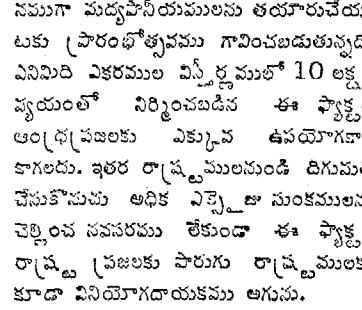 నముగా మద్యపానీయములను తయారుచేయ
టకు ప్రారంభోత్సవము గావించబడుతున్నది
ఎనిమిది ఎకరముల విస్తీర్ణములో 10 లక్ష
వ్యయంతో నిర్మించబడిన ఈ ఫ్యాక్ట
ఆంధ్రప్రజలకు ఎక్కువ ఉపయోగకా
కాగలదు. ఇతర రాష్ట్రములనుండి దిగుమ
చేసుకొనుచు అధిక ఎక్సైజు సుంకములన
చెల్లించ నవసరము లేకుండా ఈ ఫ్యాక్ట
రాష్ట్ర ప్రజలకు పొరుగు రాష్ట్రములక
కూడా వినియోగదాయకము అగును.